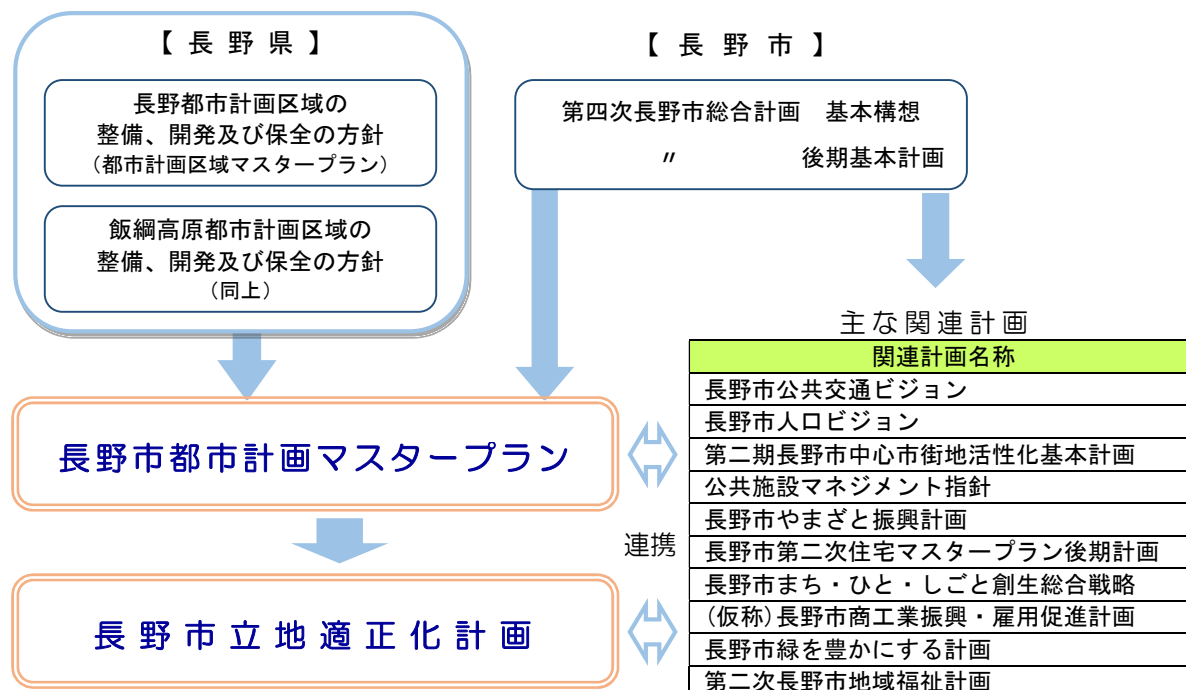 【 長 野 県 】
長野都市計画区域の
整備、開発及び保全の方針
(都市計画区域マスタープラン)
飯綱高原都市計画区域の
整備、開発及び保全の方針
(同上)
【 長 野 市 】
第四次長野市総合計画 基本構想
〃 後期基本計画
長野市都市計画マスタープラン
長野市立地適正化計画
連携
主な関連計画
関連計画名称
長野市公共交通ビジョン
長野市人口ビジョン
第二期長野市中心市街地活性化基本計画
公共施設マネジメント指針
長野市やまざと振興計画
長野市第二次住宅マスタープラン後期計画
長野市まち・ひと・しごと創生総合戦略
(仮称)長野市商工業振興・雇用促進計画
長野市緑を豊かにする計画
第二次長野市地域福祉計画